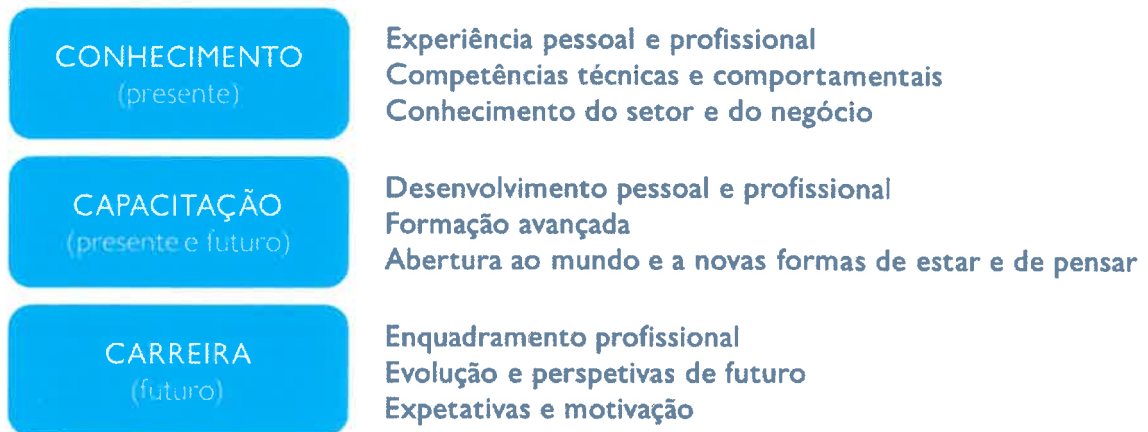 CONHECIMENTO
(presente)
Experiência pessoal e profissional
Competências técnicas e comportamentais
Conhecimento do setor e do negócio
CAPACITAÇÃO
(presente e futuro)
Desenvolvimento pessoal e profissional
Formação avançada
Abertura ao mundo e a novas formas de estar e de pensar
CARREIRA
(futuro)
Enquadramento profissional
Evolução e perspetivas de futuro
Expetativas e motivação